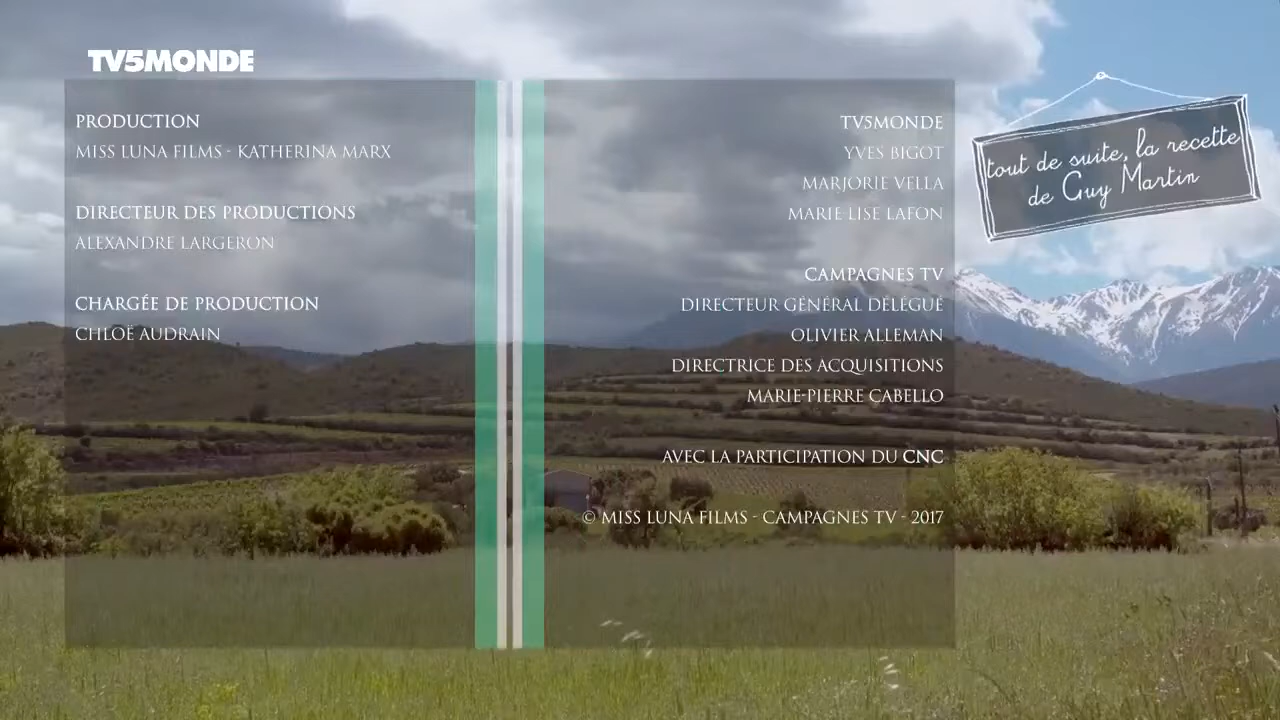 TV5MONDE
PRODUCTION
MISS LUNA FILMS - KATHERINA MARX
DIRECTEUR DES PRODUCTIONS
ALEXANDRE LARGERON
CHARGÉE DE PRODUCTION
CHLOË AUDRAIN
TV5MONDE
YVES BIGOT
MARJORIE VELLA
MARIE LISE LAFON
CAMPAGNES TV
DIRECTEUR GÉNÉRAL DÉLÉGUÉ
OLIVIER ALLEMAN
DIRECTRICE DES ACQUISITIONS
MARIE-PIERRE CABELLO
AVEC LA PARTICIPATION DU CNC
© MISS LUNA FILMS - CAMPAGNES TV - 2017
tout de suite, la recette
de Guy Martin